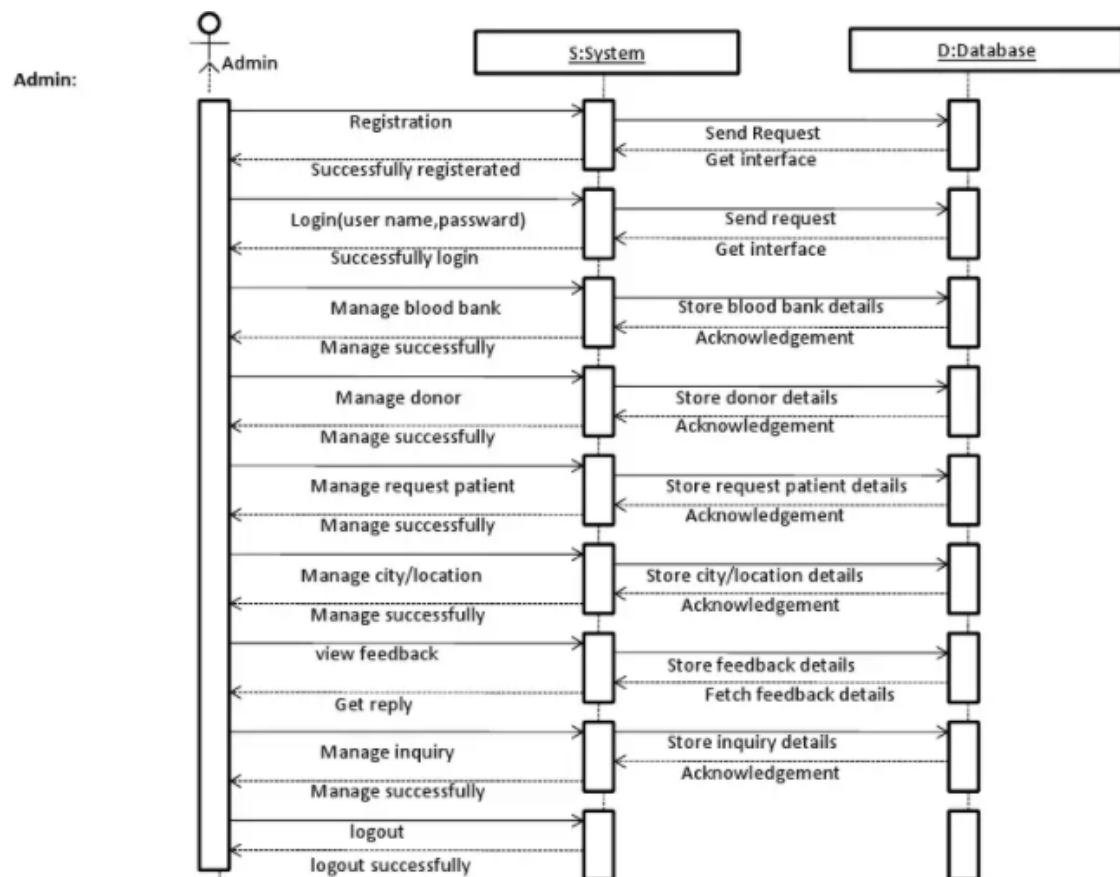 Admin:
Admin
S:System
D:Database
Registration
Send Request
Get interface
Successfully registerated
Login(user name,passward)
Send request
Get interface
Successfully login
Manage blood bank
Store blood bank details
Acknowledgement
Manage successfully
Manage donor
Store donor details
Acknowledgement
Manage successfully
Manage request patient
Store request patient details
Acknowledgement
Manage successfully
Manage city/location
Store city/location details
Acknowledgement
Manage successfully
view feedback
Store feedback details
Fetch feedback details
Get reply
Manage inquiry
Store inquiry details
Acknowledgement
Manage successfully
logout
logout successfully